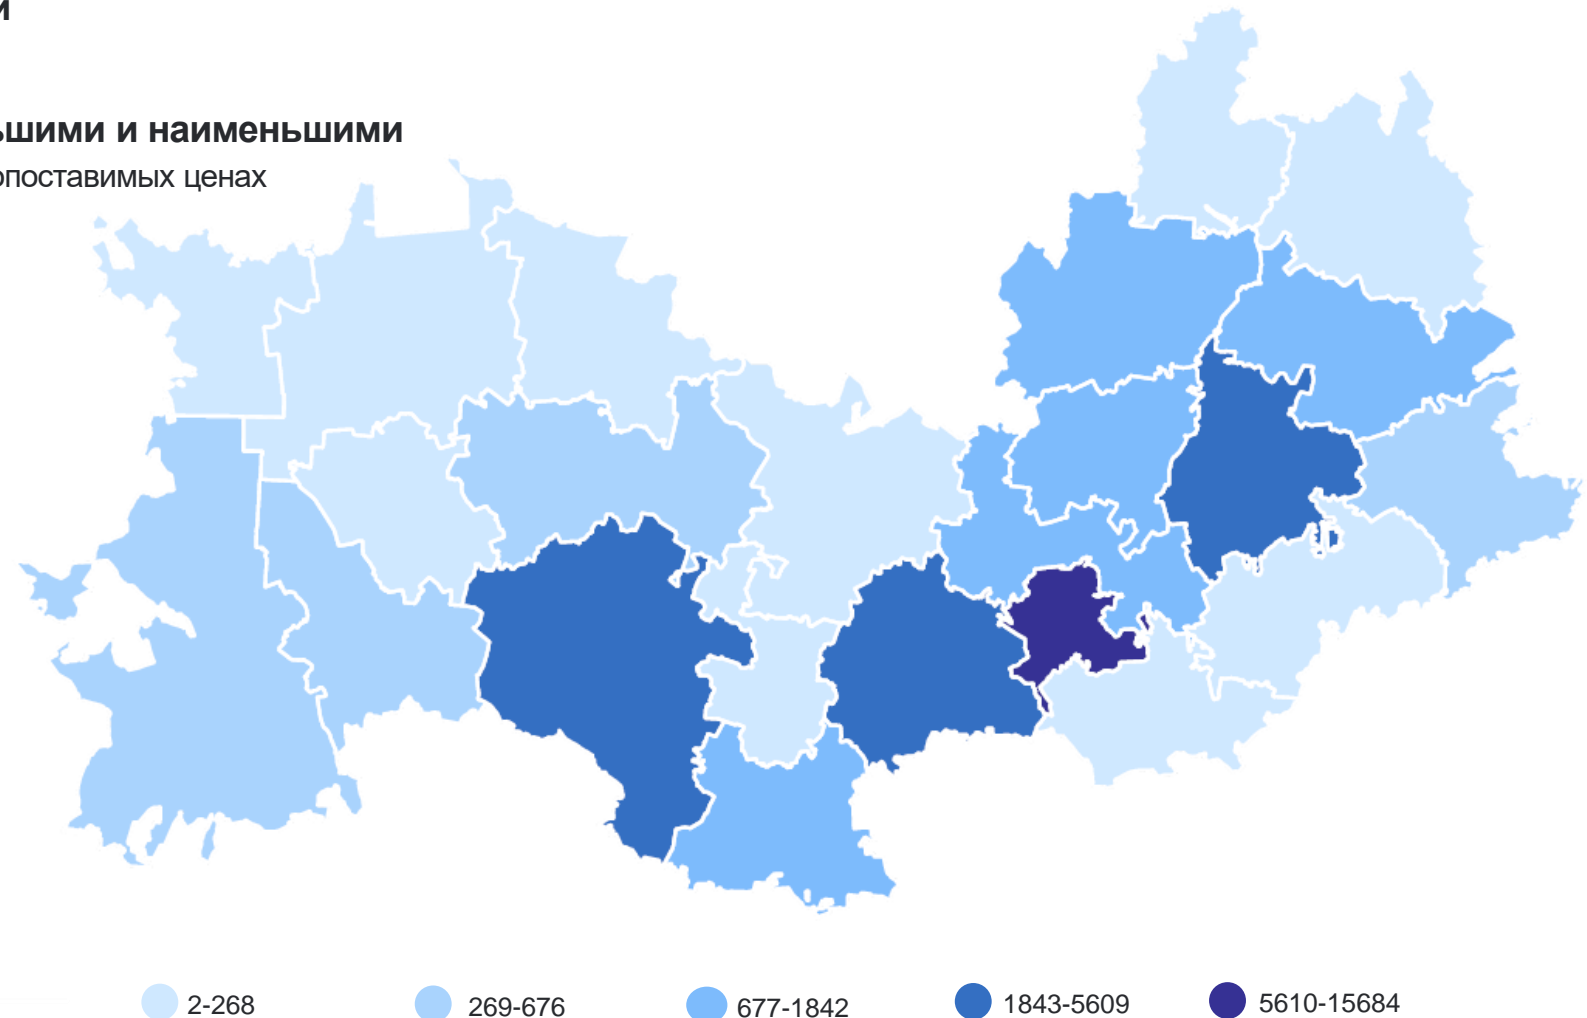 ьшими и наименьшими
опоставимых ценах
2-268
269-676
677-1842
1843-5609
5610-15684